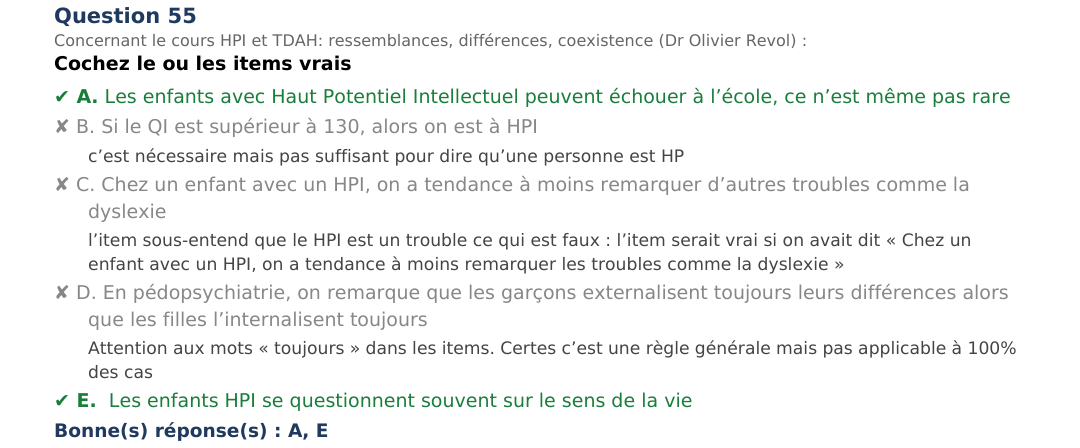 Question 55
Concernant le cours HPI et TDAH: ressemblances, différences, coexistence (Dr Olivier Revol) :
Cochez le ou les items vrais
✔ A. Les enfants avec Haut Potentiel Intellectuel peuvent échouer à l’école, ce n’est même pas rare
✘ B. Si le QI est supérieur à 130, alors on est à HPI
c’est nécessaire mais pas suffisant pour dire qu’une personne est HP
✘ C. Chez un enfant avec un HPI, on a tendance à moins remarquer d’autres troubles comme la
dyslexie
l’item sous-entend que le HPI est un trouble ce qui est faux : l’item serait vrai si on avait dit « Chez un
enfant avec un HPI, on a tendance à moins remarquer les troubles comme la dyslexie »
✘ D. En pédopsychiatrie, on remarque que les garçons externalisent toujours leurs différences alors
que les filles l’internalisent toujours
Attention aux mots « toujours » dans les items. Certes c’est une règle générale mais pas applicable à 100%
des cas
✔ E. Les enfants HPI se questionnent souvent sur le sens de la vie
Bonne(s) réponse(s) : A, E